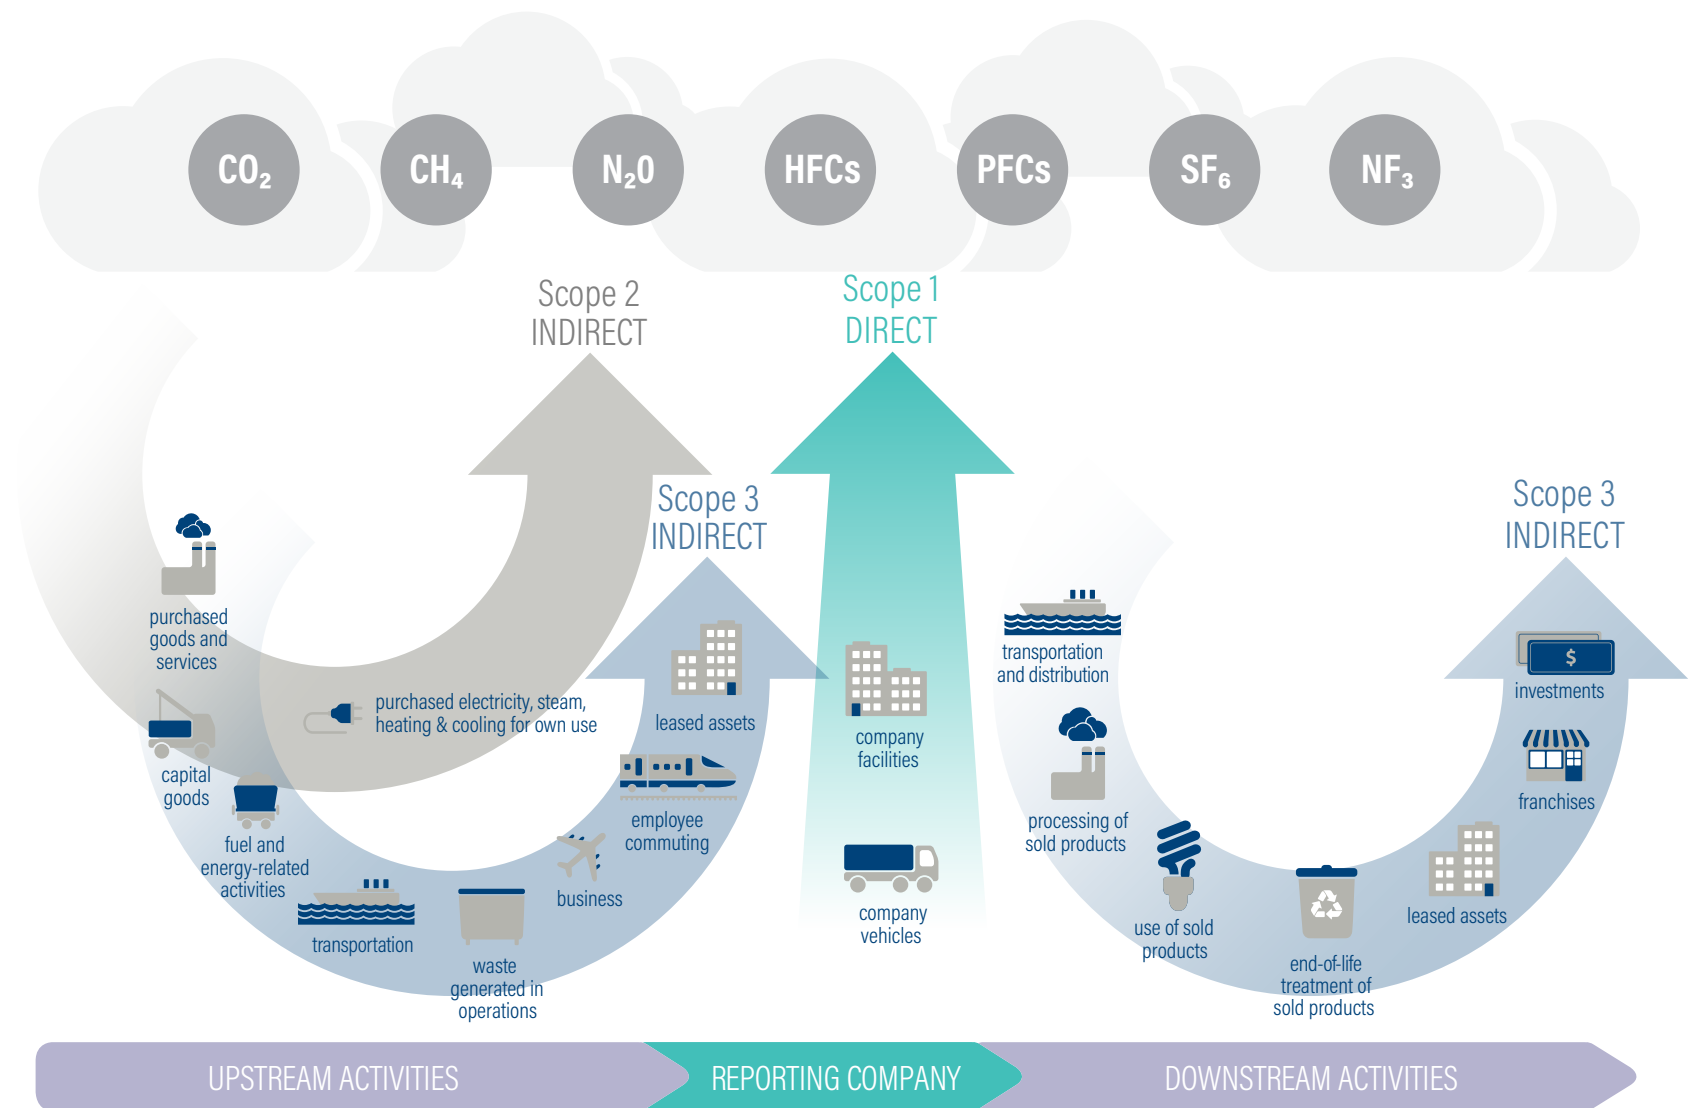 CO₂
CH₄
N₂O
HFCs
PFCs
SF₆
NF₃
Scope 2
INDIRECT
Scope 1
DIRECT
Scope 3
INDIRECT
Scope 3
INDIRECT
purchased
goods and
services
capital
goods
fuel and
energy-related
activities
purchased electricity, steam,
heating & cooling for own use
transportation
waste
generated in
operations
business
employee
commuting
leased assets
company
facilities
company
vehicles
transportation
and distribution
processing of
sold products
use of sold
products
end-of-life
treatment of
sold products
leased assets
franchises
$
investments
UPSTREAM ACTIVITIES
REPORTING COMPANY
DOWNSTREAM ACTIVITIES